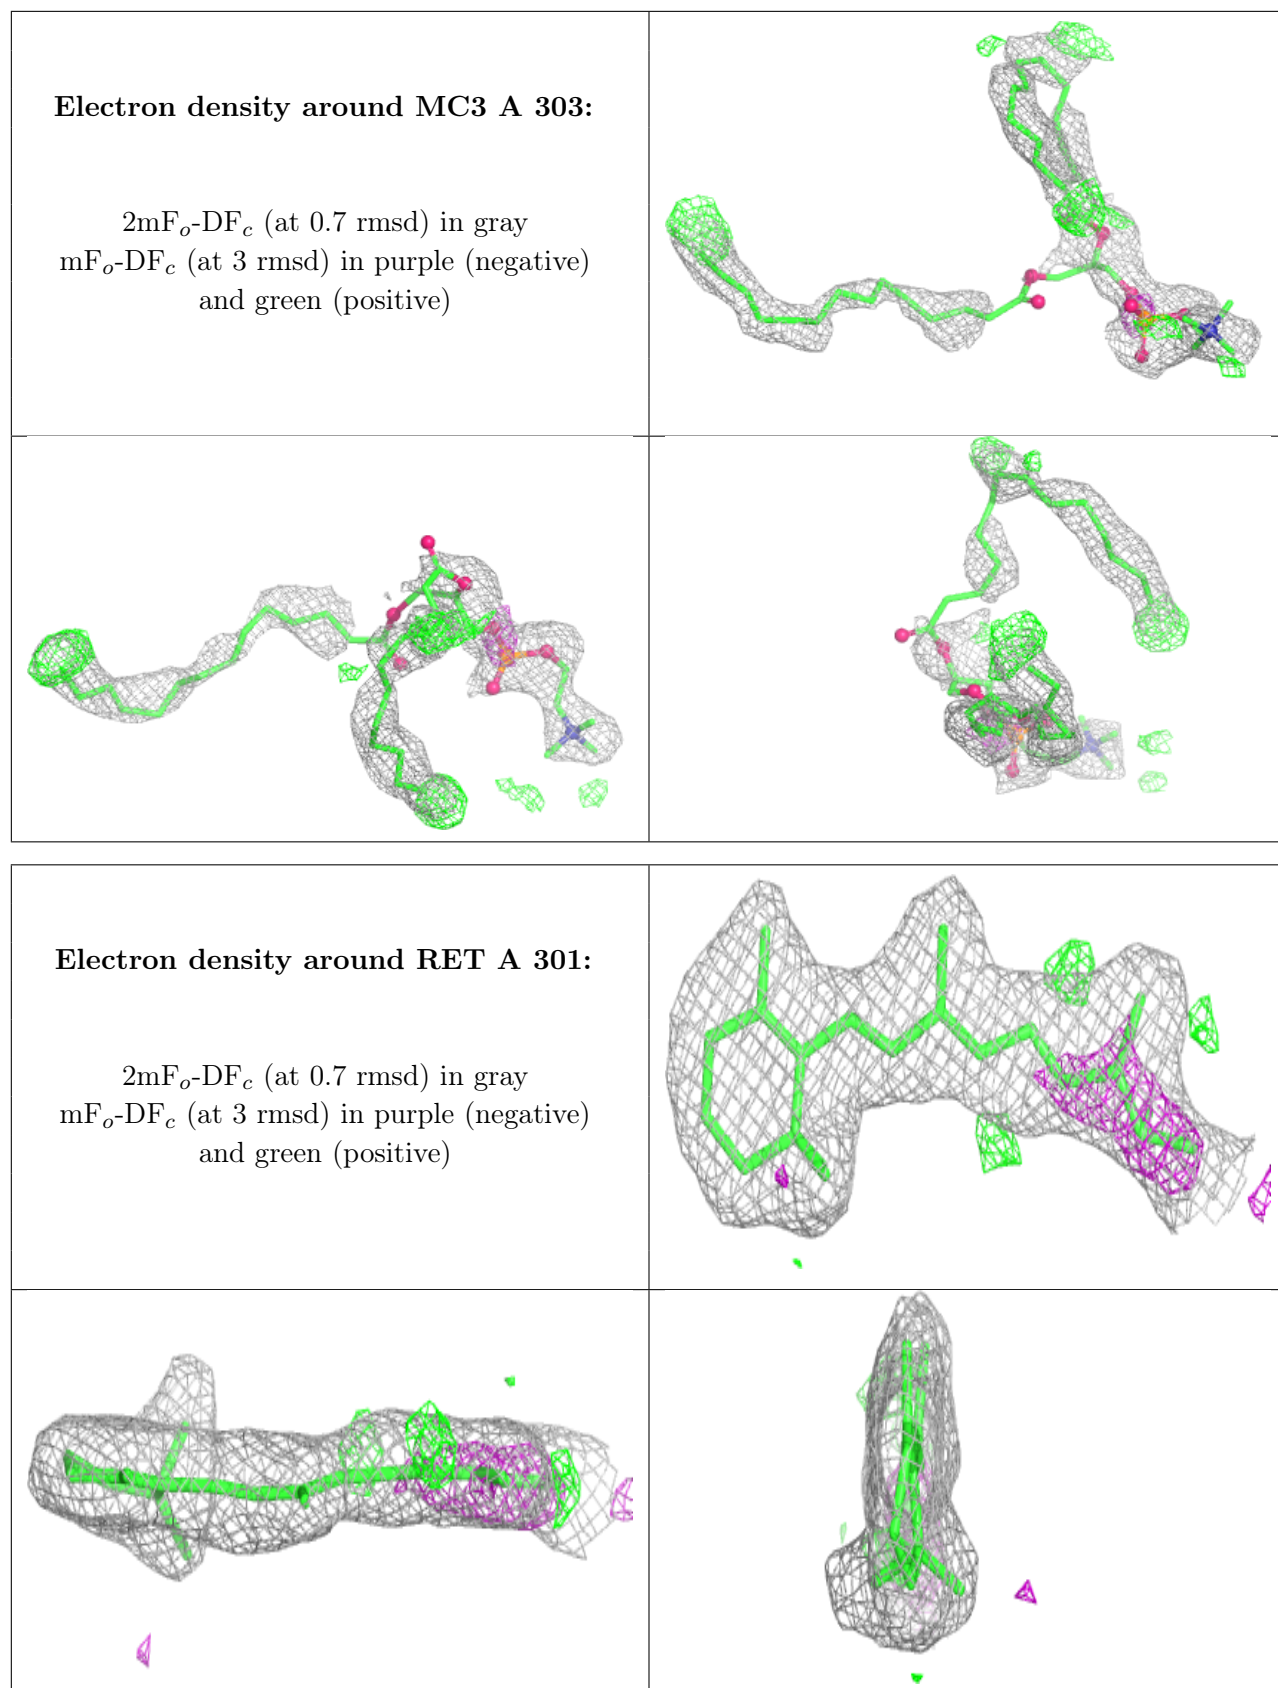 Electron density around MC3 A 303:
2mFo-DFc (at 0.7 rmsd) in gray
mFo-DFc (at 3 rmsd) in purple (negative)
and green (positive)
Electron density around RET A 301:
2mFo-DFc (at 0.7 rmsd) in gray
mFo-DFc (at 3 rmsd) in purple (negative)
and green (positive)